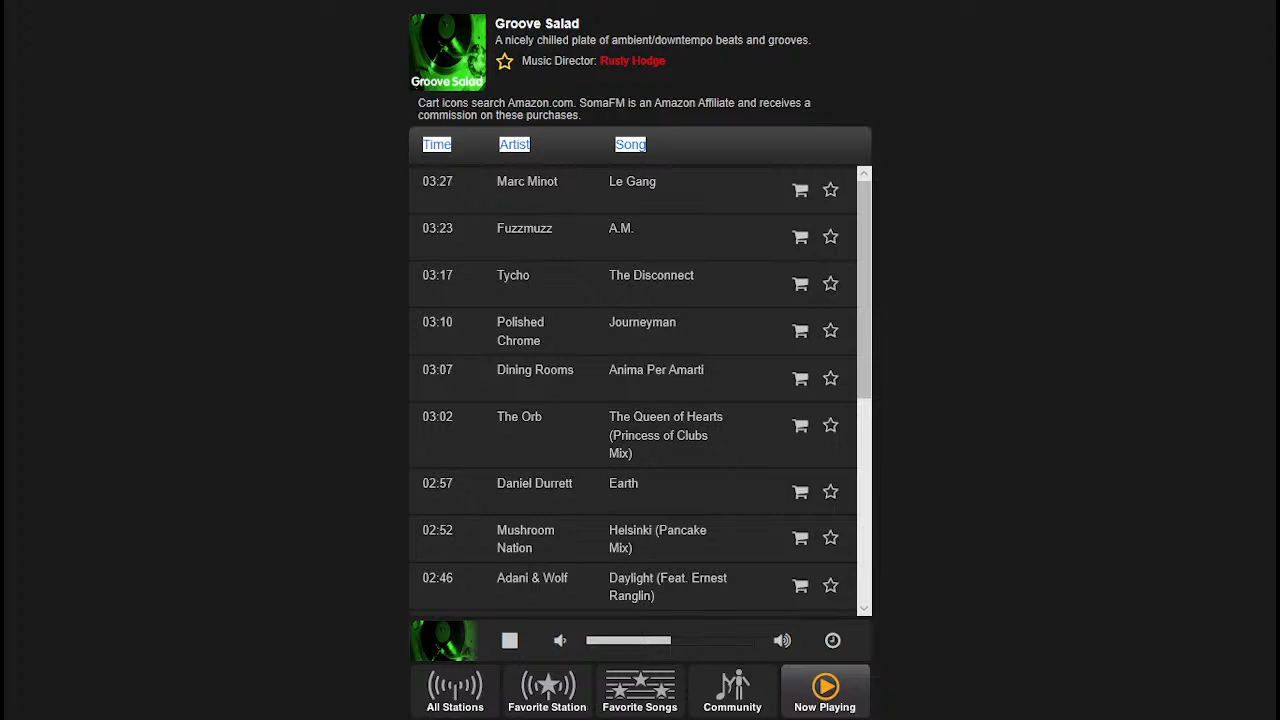 Groove Salad
A nicely chilled plate of ambient/downtempo beats and grooves.
Music Director: Rusty Hodge
Groove Salad
Cart icons search Amazon.com. SomaFM is an Amazon Affiliate and receives a
commission on these purchases.
Time Artist Song
03:27 Marc Minot Le Gang
03:23 Fuzzmuzz A.M.
03:17 Tycho The Disconnect
03:10 Polished Journeyman
Chrome
03:07 Dining Rooms Anima Per Amarti
03:02 The Orb The Queen of Hearts
(Princess of Clubs
Mix)
02:57 Daniel Durrett Earth
02:52 Mushroom Helsinki (Pancake
Nation Mix)
02:46 Adani & Wolf Daylight (Feat. Ernest
Ranglin)
All Stations Favorite Station Favorite Songs Community Now Playing